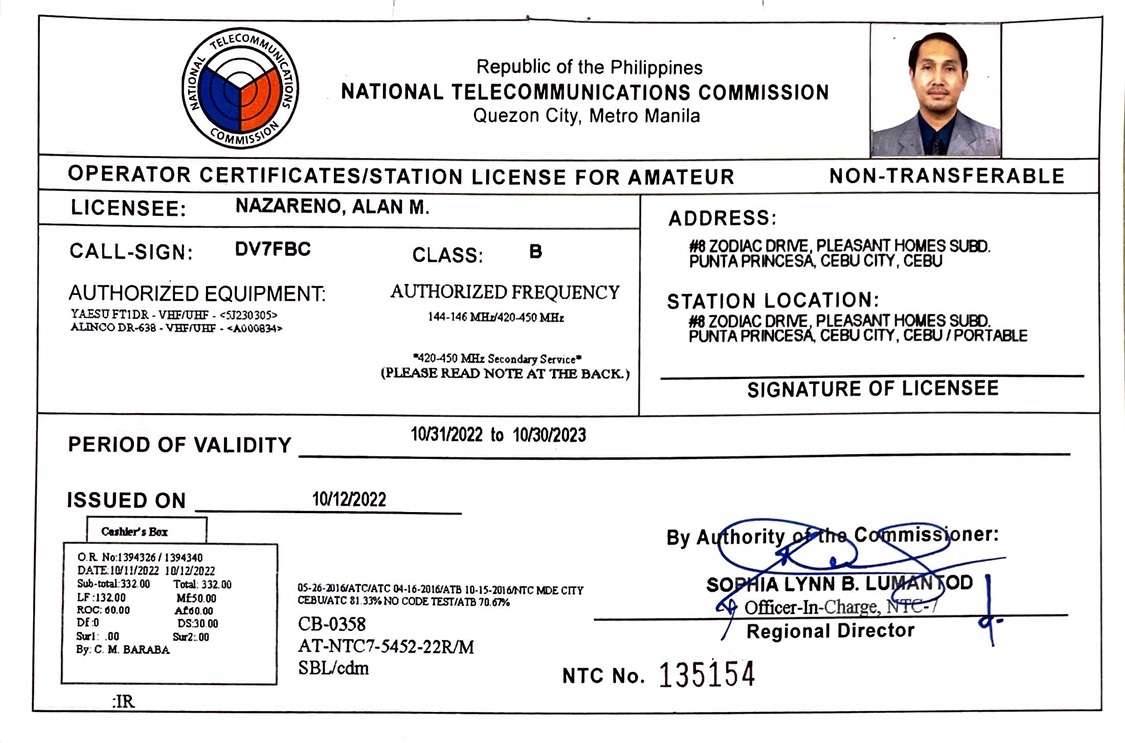 NATIONAL TELECOMMUNICATIONS COMMISSION
Republic of the Philippines
NATIONAL TELECOMMUNICATIONS COMMISSION
Quezon City, Metro Manila
OPERATOR CERTIFICATES/STATION LICENSE FOR AMATEUR NON-TRANSFERABLE
LICENSEE: NAZARENO, ALAN M.
CALL-SIGN: DV7FBC CLASS: B
AUTHORIZED EQUIPMENT:
YAESU FT1DR - VHF/UHF - <5J230305>
ALINCO DR-638 - VHF/UHF - <A000834>
AUTHORIZED FREQUENCY
144-146 MHz/420-450 MHz
*420-450 MHz Secondary Service*
(PLEASE READ NOTE AT THE BACK.)
ADDRESS:
#8 ZODIAC DRIVE, PLEASANT HOMES SUBD.
PUNTA PRINCESA, CEBU CITY, CEBU
STATION LOCATION:
#8 ZODIAC DRIVE, PLEASANT HOMES SUBD.
PUNTA PRINCESA, CEBU CITY, CEBU / PORTABLE
SIGNATURE OF LICENSEE
PERIOD OF VALIDITY 10/31/2022 to 10/30/2023
ISSUED ON 10/12/2022
Cashier's Box
O.R. No:1394326 / 1394340
DATE:10/11/2022 10/12/2022
Sub-total:332.00 Total: 332.00
LF:132.00 Mf:50.00
ROC: 60.00 Af:60.00
Df:0 DS:30.00
Sur1: .00 Sur2:.00
By: C. M. BARABA
:IR
05-26-2016/ATC/ATC 04-16-2016/ATB 10-15-2016/NTC MDE CITY
CEBU/ATC 81.33% NO CODE TEST/ATB 70.67%
CB-0358
AT-NTC7-5452-22R/M
SBL/cdm
By Authority of the Commissioner:
SOPHIA LYNN B. LUMANTOD
Officer-In-Charge, NTC-7
Regional Director
NTC No. 135154